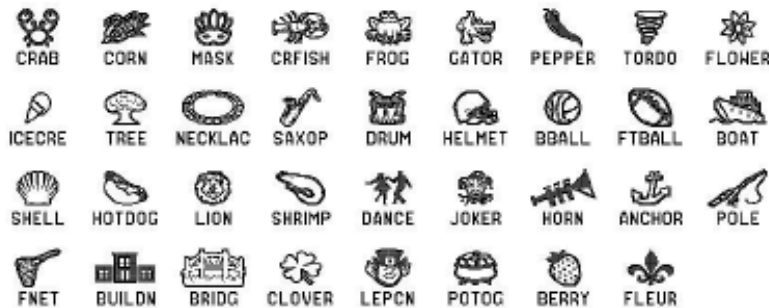 CRAB CORN MASK CRFISH FROG GATOR PEPPER TORDO FLOWER
ICECRE TREE NECKLAC SAXOP DRUM HELMET BBALL FTBALL BOAT
SHELL HOTDOG LION SHRIMP DANCE JOKER HORN ANCHOR POLE
FNET BUILDN BRIDG CLOVER LEPCN POTOG BERRY FLEUR